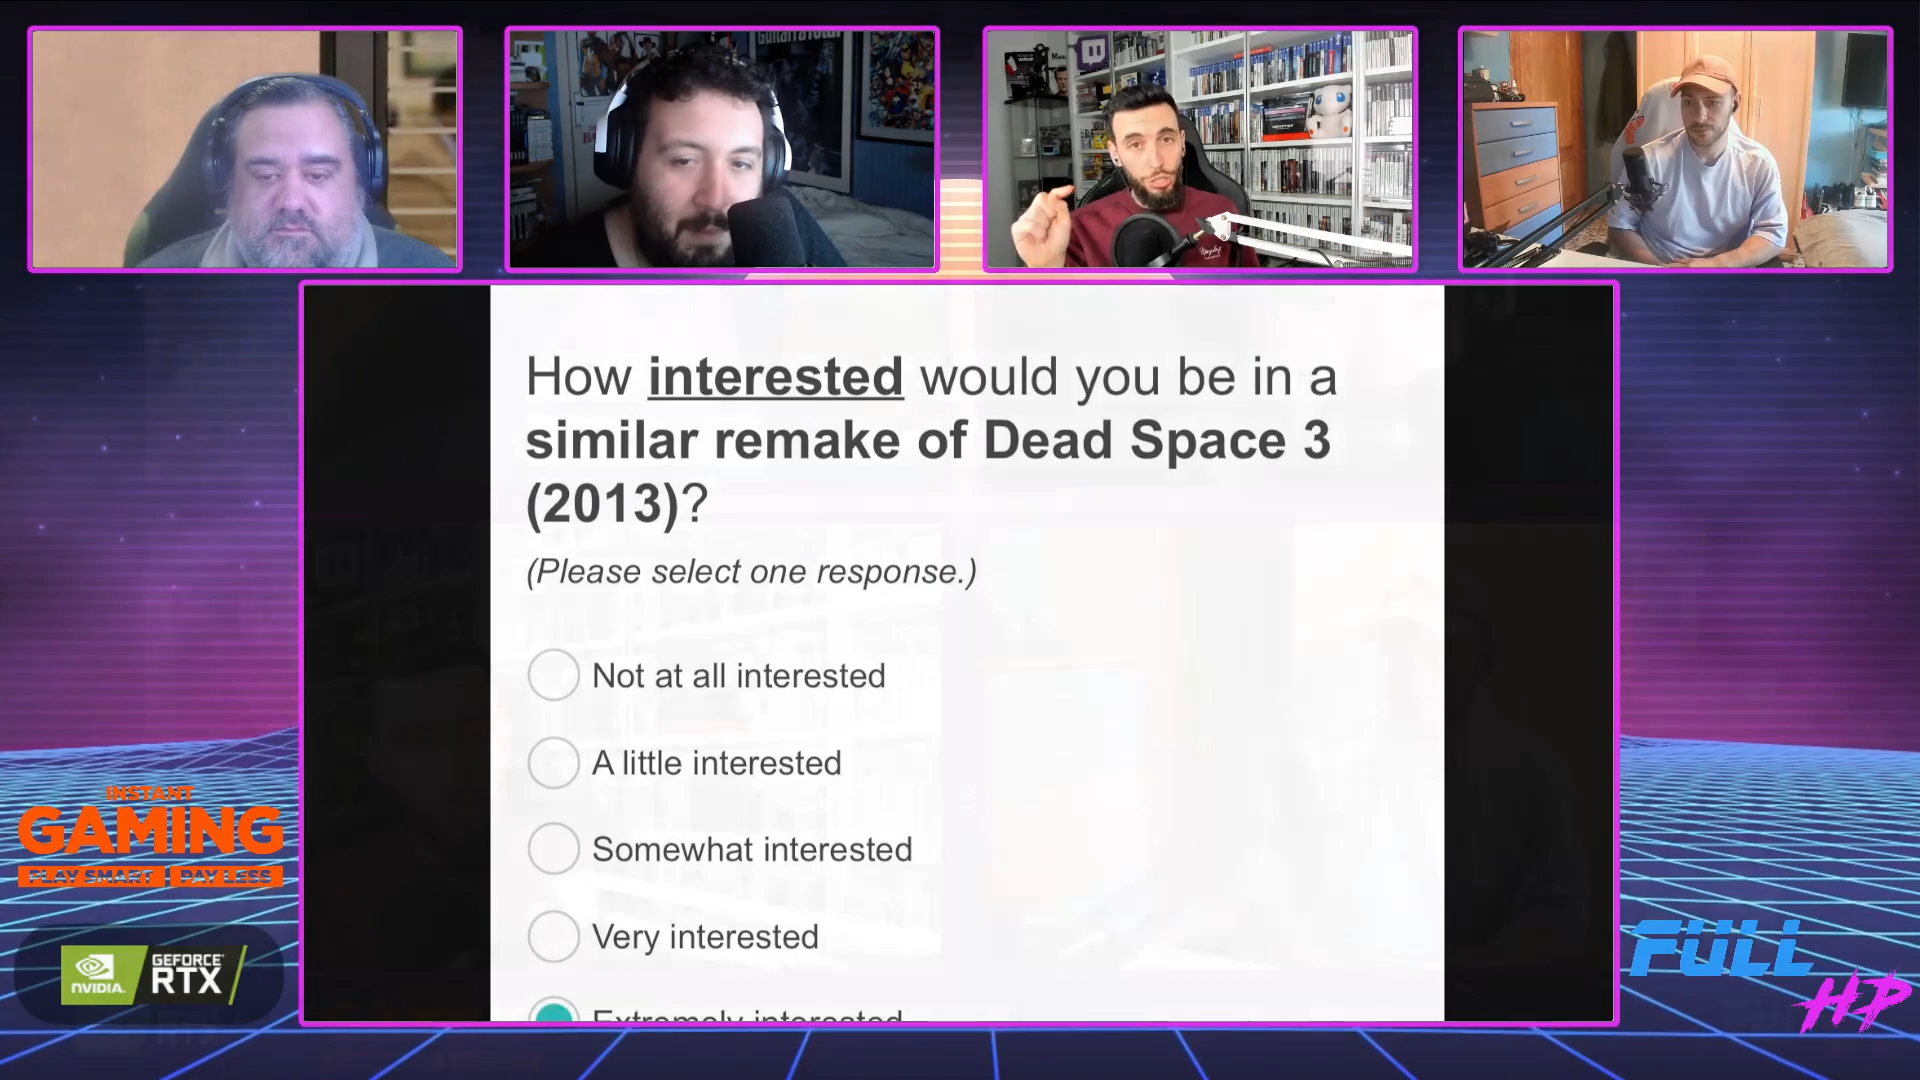 How interested would you be in a
similar remake of Dead Space 3
(2013)?
(Please select one response.)
Not at all interested
A little interested
Somewhat interested
Very interested
Extremely interested
INSTANT
GAMING
PLAY SMART PAY LESS
NVIDIA. GEFORCE
RTX
FULL
HP